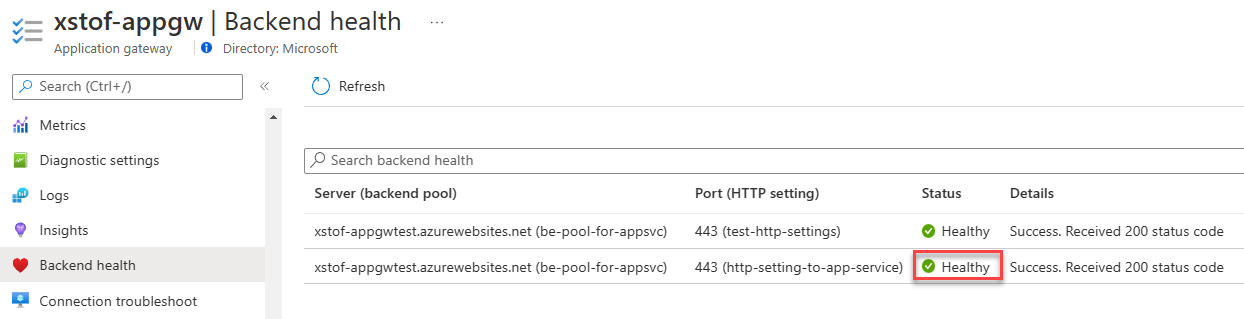 xstof-appgw | Backend health ...
Application gateway Directory: Microsoft
Search (Ctrl+/) « Refresh
Metrics
Diagnostic settings
Search backend health
Logs
Server (backend pool) Port (HTTP setting) Status Details
Insights
xstof-appgwtest.azurewebsites.net (be-pool-for-appsvc) 443 (test-http-settings) Healthy Success. Received 200 status code
Backend health
xstof-appgwtest.azurewebsites.net (be-pool-for-appsvc) 443 (http-setting-to-app-service) Healthy Success. Received 200 status code
Connection troubleshoot